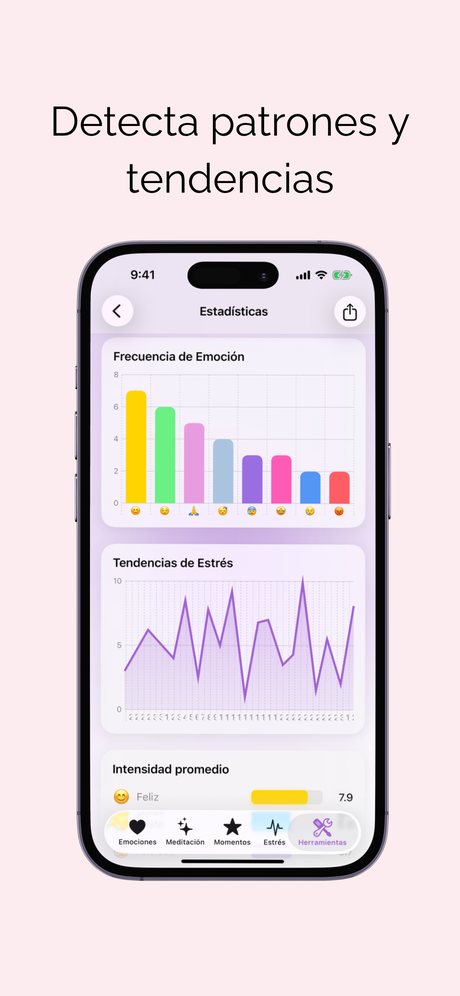 Detecta patrones y
tendencias
9:41
Estadísticas
Frecuencia de Emoción
8
6
4
2
0
Tendencias de Estrés
10
5
0
Intensidad promedio
Feliz 7.9
Emociones Meditación Momentos Estrés Herramientas